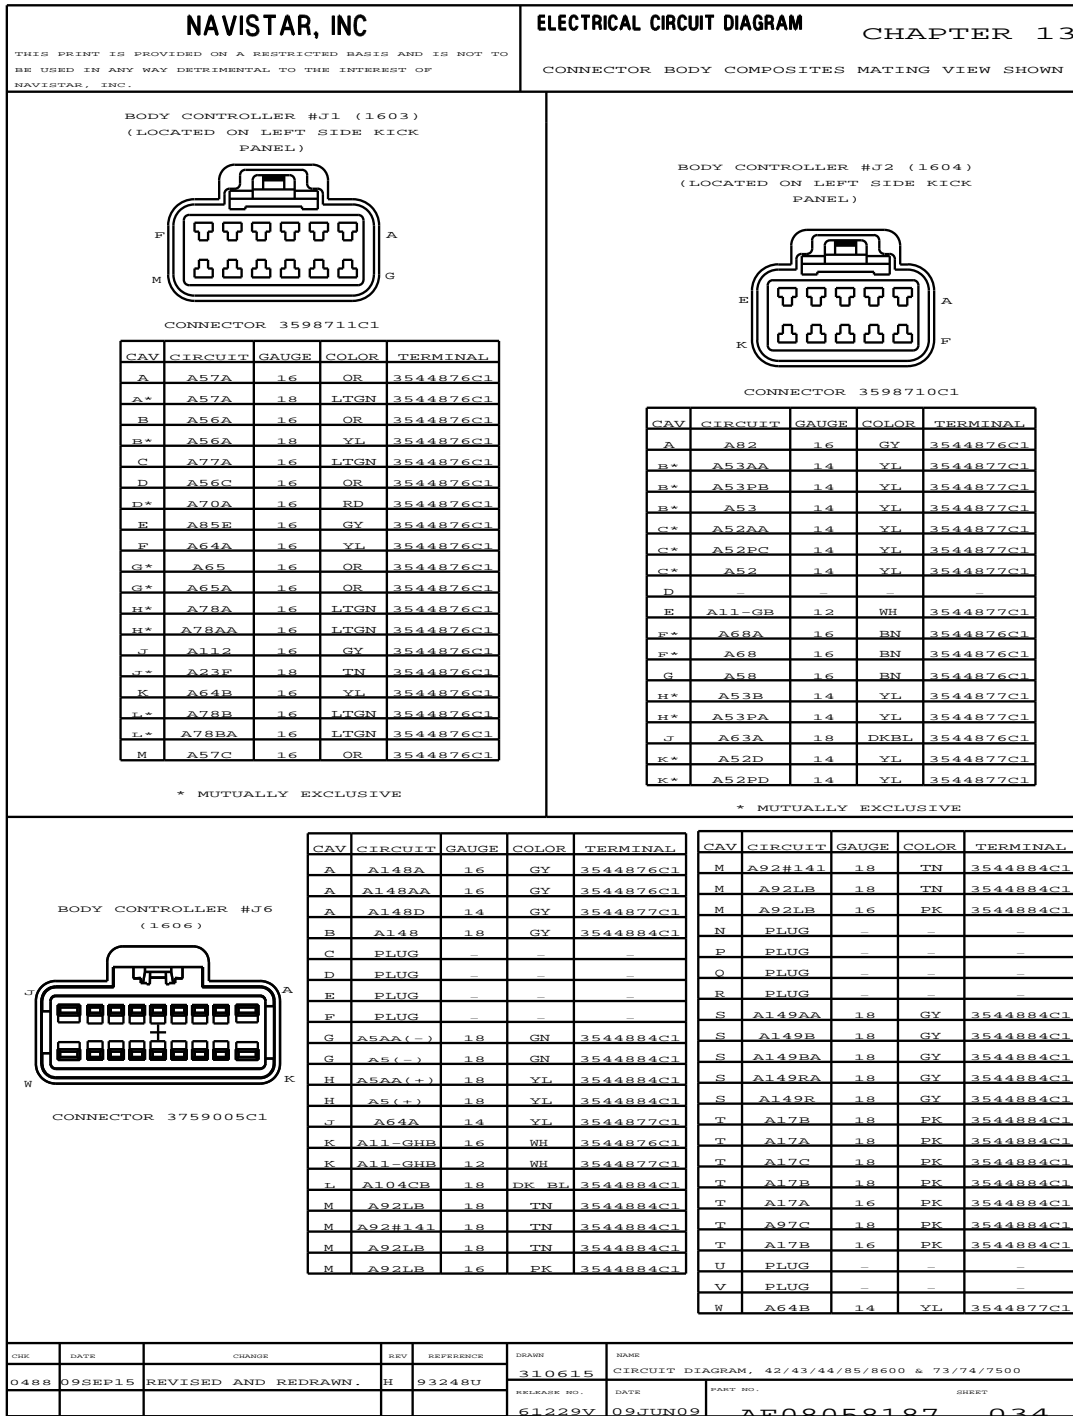 NAVISTAR, INC
THIS PRINT IS PROVIDED ON A RESTRICTED BASIS AND IS NOT TO
BE USED IN ANY WAY DETRIMENTAL TO THE INTEREST OF
NAVISTAR, INC.
ELECTRICAL CIRCUIT DIAGRAM
CHAPTER 13
CONNECTOR BODY COMPOSITES MATING VIEW SHOWN
BODY CONTROLLER #J1 (1603)
(LOCATED ON LEFT SIDE KICK
PANEL)
F A
M G
CONNECTOR 3598711C1
CAV CIRCUIT GAUGE COLOR TERMINAL
A A57A 16 OR 3544876C1
A* A57A 18 LTGN 3544876C1
B A56A 16 OR 3544876C1
B* A56A 18 YL 3544876C1
C A77A 16 LTGN 3544876C1
D A56C 16 OR 3544876C1
D* A70A 16 RD 3544876C1
E A85E 16 GY 3544876C1
F A64A 16 YL 3544876C1
G* A65 16 OR 3544876C1
G* A65A 16 OR 3544876C1
H* A78A 16 LTGN 3544876C1
H* A78AA 16 LTGN 3544876C1
J A112 16 GY 3544876C1
J* A23F 18 TN 3544876C1
K A64B 16 YL 3544876C1
L* A78B 16 LTGN 3544876C1
L* A78BA 16 LTGN 3544876C1
M A57C 16 OR 3544876C1
* MUTUALLY EXCLUSIVE
BODY CONTROLLER #J2 (1604)
(LOCATED ON LEFT SIDE KICK
PANEL)
E A
K F
CONNECTOR 3598710C1
CAV CIRCUIT GAUGE COLOR TERMINAL
A A82 16 GY 3544876C1
B* A53AA 14 YL 3544877C1
B* A53PB 14 YL 3544877C1
B* A53 14 YL 3544877C1
C* A52AA 14 YL 3544877C1
C* A52PC 14 YL 3544877C1
C* A52 14 YL 3544877C1
D – – – –
E A11-GB 12 WH 3544877C1
F* A68A 16 BN 3544876C1
F* A68 16 BN 3544876C1
G A58 16 BN 3544876C1
H* A53B 14 YL 3544877C1
H* A53PA 14 YL 3544877C1
J A63A 18 DKBL 3544876C1
K* A52D 14 YL 3544877C1
K* A52PD 14 YL 3544877C1
* MUTUALLY EXCLUSIVE
BODY CONTROLLER #J6
(1606)
J A
W K
CONNECTOR 3759005C1
CAV CIRCUIT GAUGE COLOR TERMINAL
A A148A 16 GY 3544876C1
A A148AA 16 GY 3544876C1
A A148D 14 GY 3544877C1
B A148 18 GY 3544884C1
C PLUG – – –
D PLUG – – –
E PLUG – – –
F PLUG – – –
G A5AA(-) 18 GN 3544884C1
G A5(-) 18 GN 3544884C1
H A5AA(+) 18 YL 3544884C1
H A5(+) 18 YL 3544884C1
J A64A 14 YL 3544877C1
K A11-GHB 16 WH 3544876C1
K A11-GHB 12 WH 3544877C1
L A104CB 18 DK BL 3544884C1
M A92LB 18 TN 3544884C1
M A92#141 18 TN 3544884C1
M A92LB 18 TN 3544884C1
M A92LB 16 PK 3544884C1
CAV CIRCUIT GAUGE COLOR TERMINAL
M A92#141 18 TN 3544884C1
M A92LB 18 TN 3544884C1
M A92LB 16 PK 3544884C1
N PLUG – – –
P PLUG – – –
Q PLUG – – –
R PLUG – – –
S A149AA 18 GY 3544884C1
S A149B 18 GY 3544884C1
S A149BA 18 GY 3544884C1
S A149RA 18 GY 3544884C1
S A149R 18 GY 3544884C1
T A17B 18 PK 3544884C1
T A17A 18 PK 3544884C1
T A17C 18 PK 3544884C1
T A17B 18 PK 3544884C1
T A17A 16 PK 3544884C1
T A97C 18 PK 3544884C1
T A17B 16 PK 3544884C1
U PLUG – – –
V PLUG – – –
W A64B 14 YL 3544877C1
CHK DATE CHANGE REV REFERENCE
0488 09SEP15 REVISED AND REDRAWN. H 93248U
DRAWN
310615
NAME
CIRCUIT DIAGRAM, 42/43/44/85/8600 & 73/74/7500
RELEASE NO.
61229V
DATE
09JUN09
PART NO. SHEET
AE08058187 034